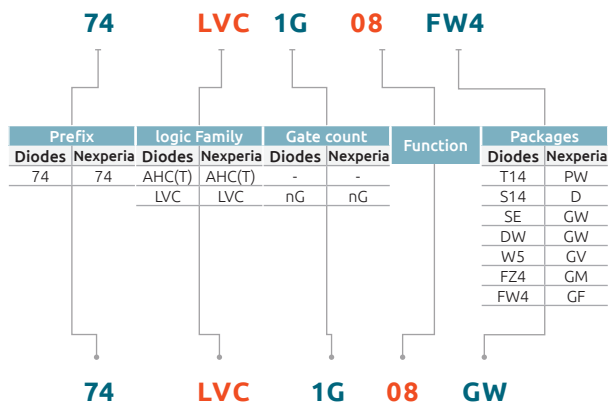 74 LVC 1G 08 FW4
Prefix logic Family Gate count Function Packages
Diodes Nexperia Diodes Nexperia Diodes Nexperia Diodes Nexperia
74 74 AHC(T) AHC(T) - - T14 PW
LVC LVC nG nG S14 D
SE GW
DW GW
W5 GV
FZ4 GM
FW4 GF
74 LVC 1G 08 GW